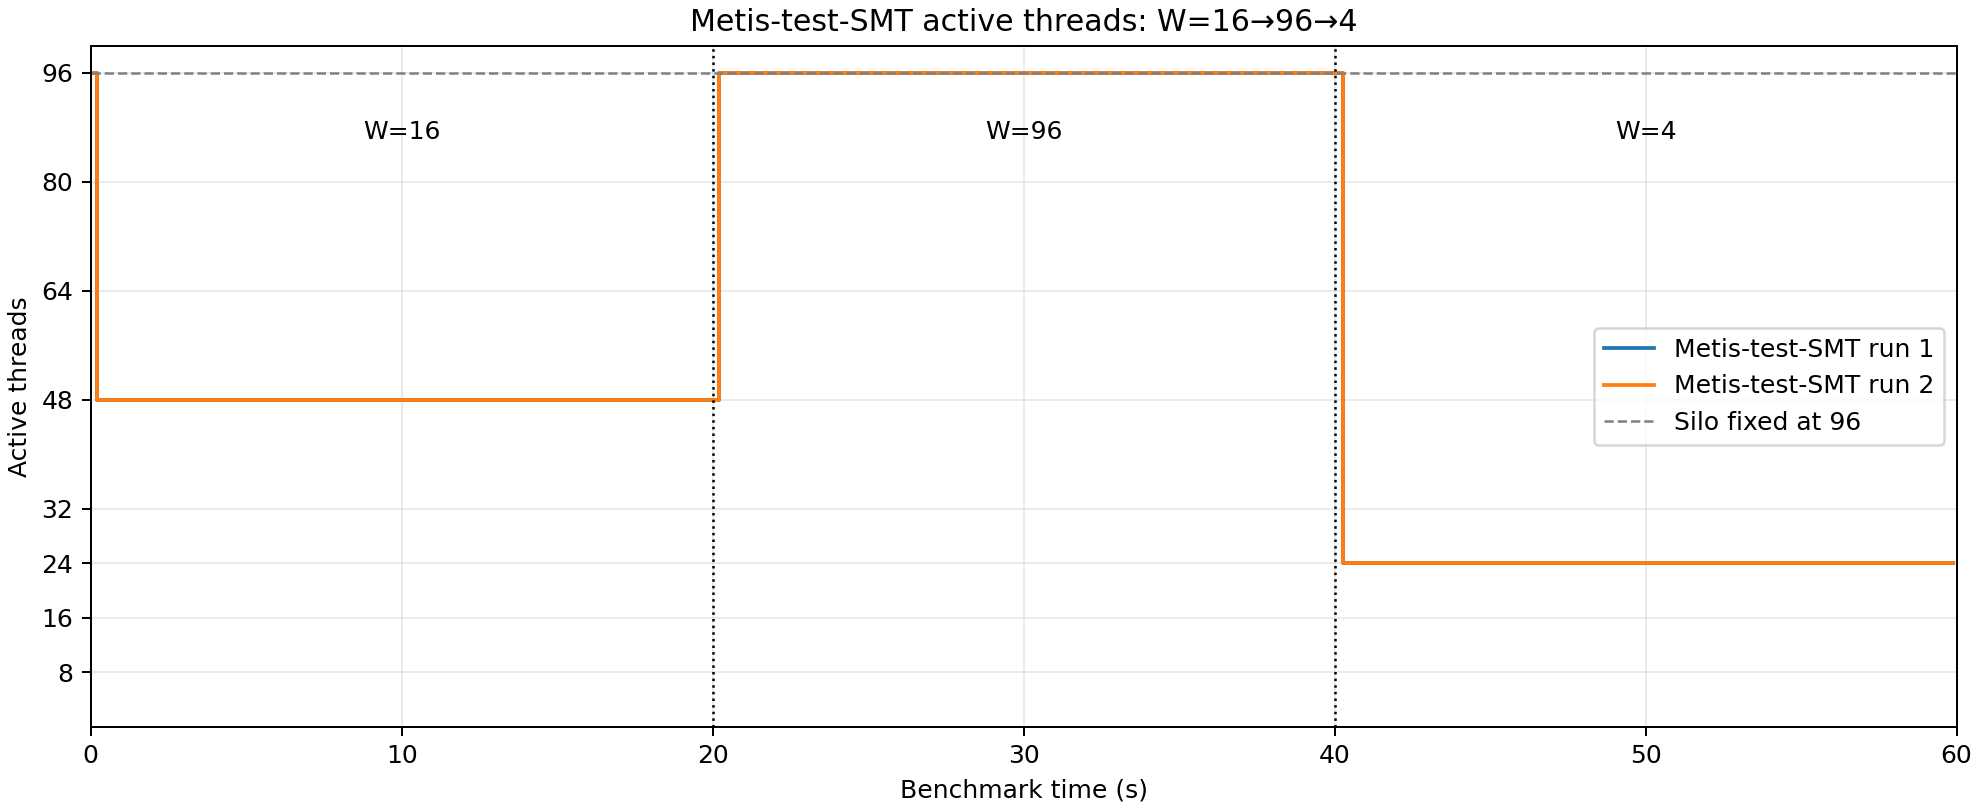 Metis-test-SMT active threads: W=16→96→4
96
80
64
48
32
24
16
8
Active threads
W=16
W=96
W=4
Metis-test-SMT run 1
Metis-test-SMT run 2
Silo fixed at 96
0 10 20 30 40 50 60
Benchmark time (s)